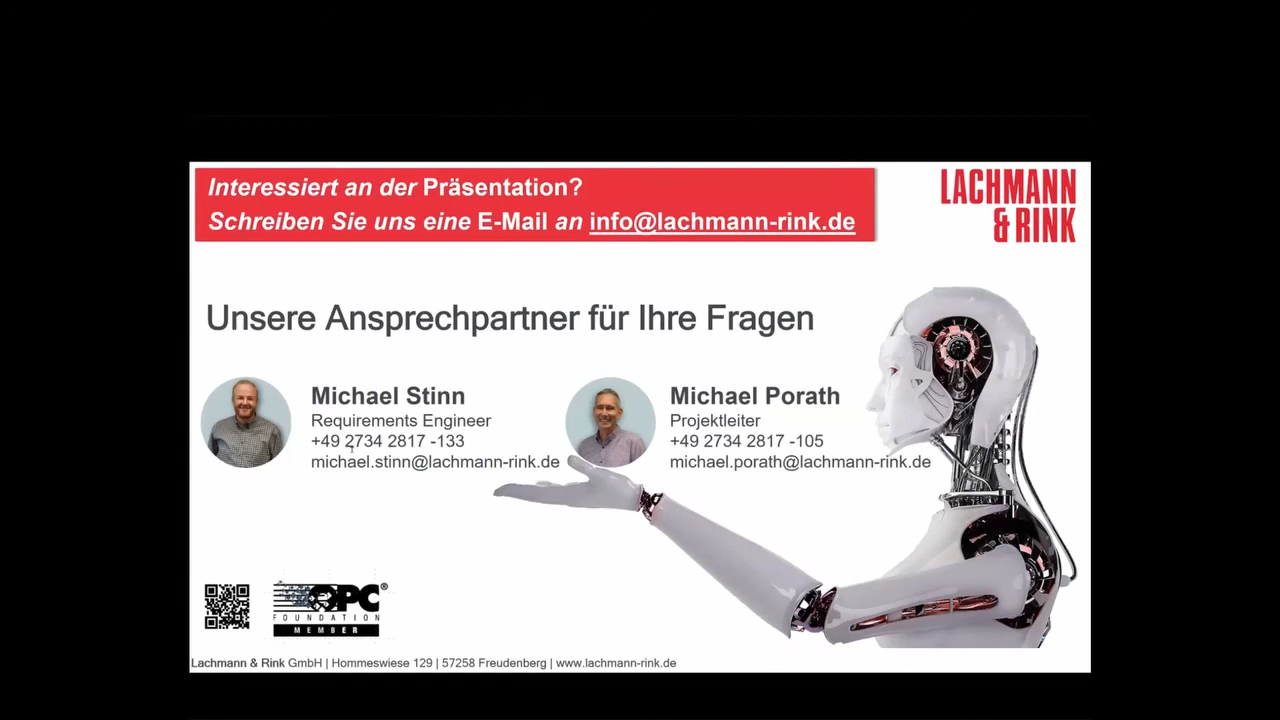 Interessiert an der Präsentation?
Schreiben Sie uns eine E-Mail an info@lachmann-rink.de
LACHMANN
& RINK
Unsere Ansprechpartner für Ihre Fragen
Michael Stinn
Requirements Engineer
+49 2734 2817 -133
michael.stinn@lachmann-rink.de
Michael Porath
Projektleiter
+49 2734 2817 -105
michael.porath@lachmann-rink.de
OPC®
FOUNDATION
MEMBER
Lachmann & Rink GmbH | Hommeswiese 129 | 57258 Freudenberg | www.lachmann-rink.de